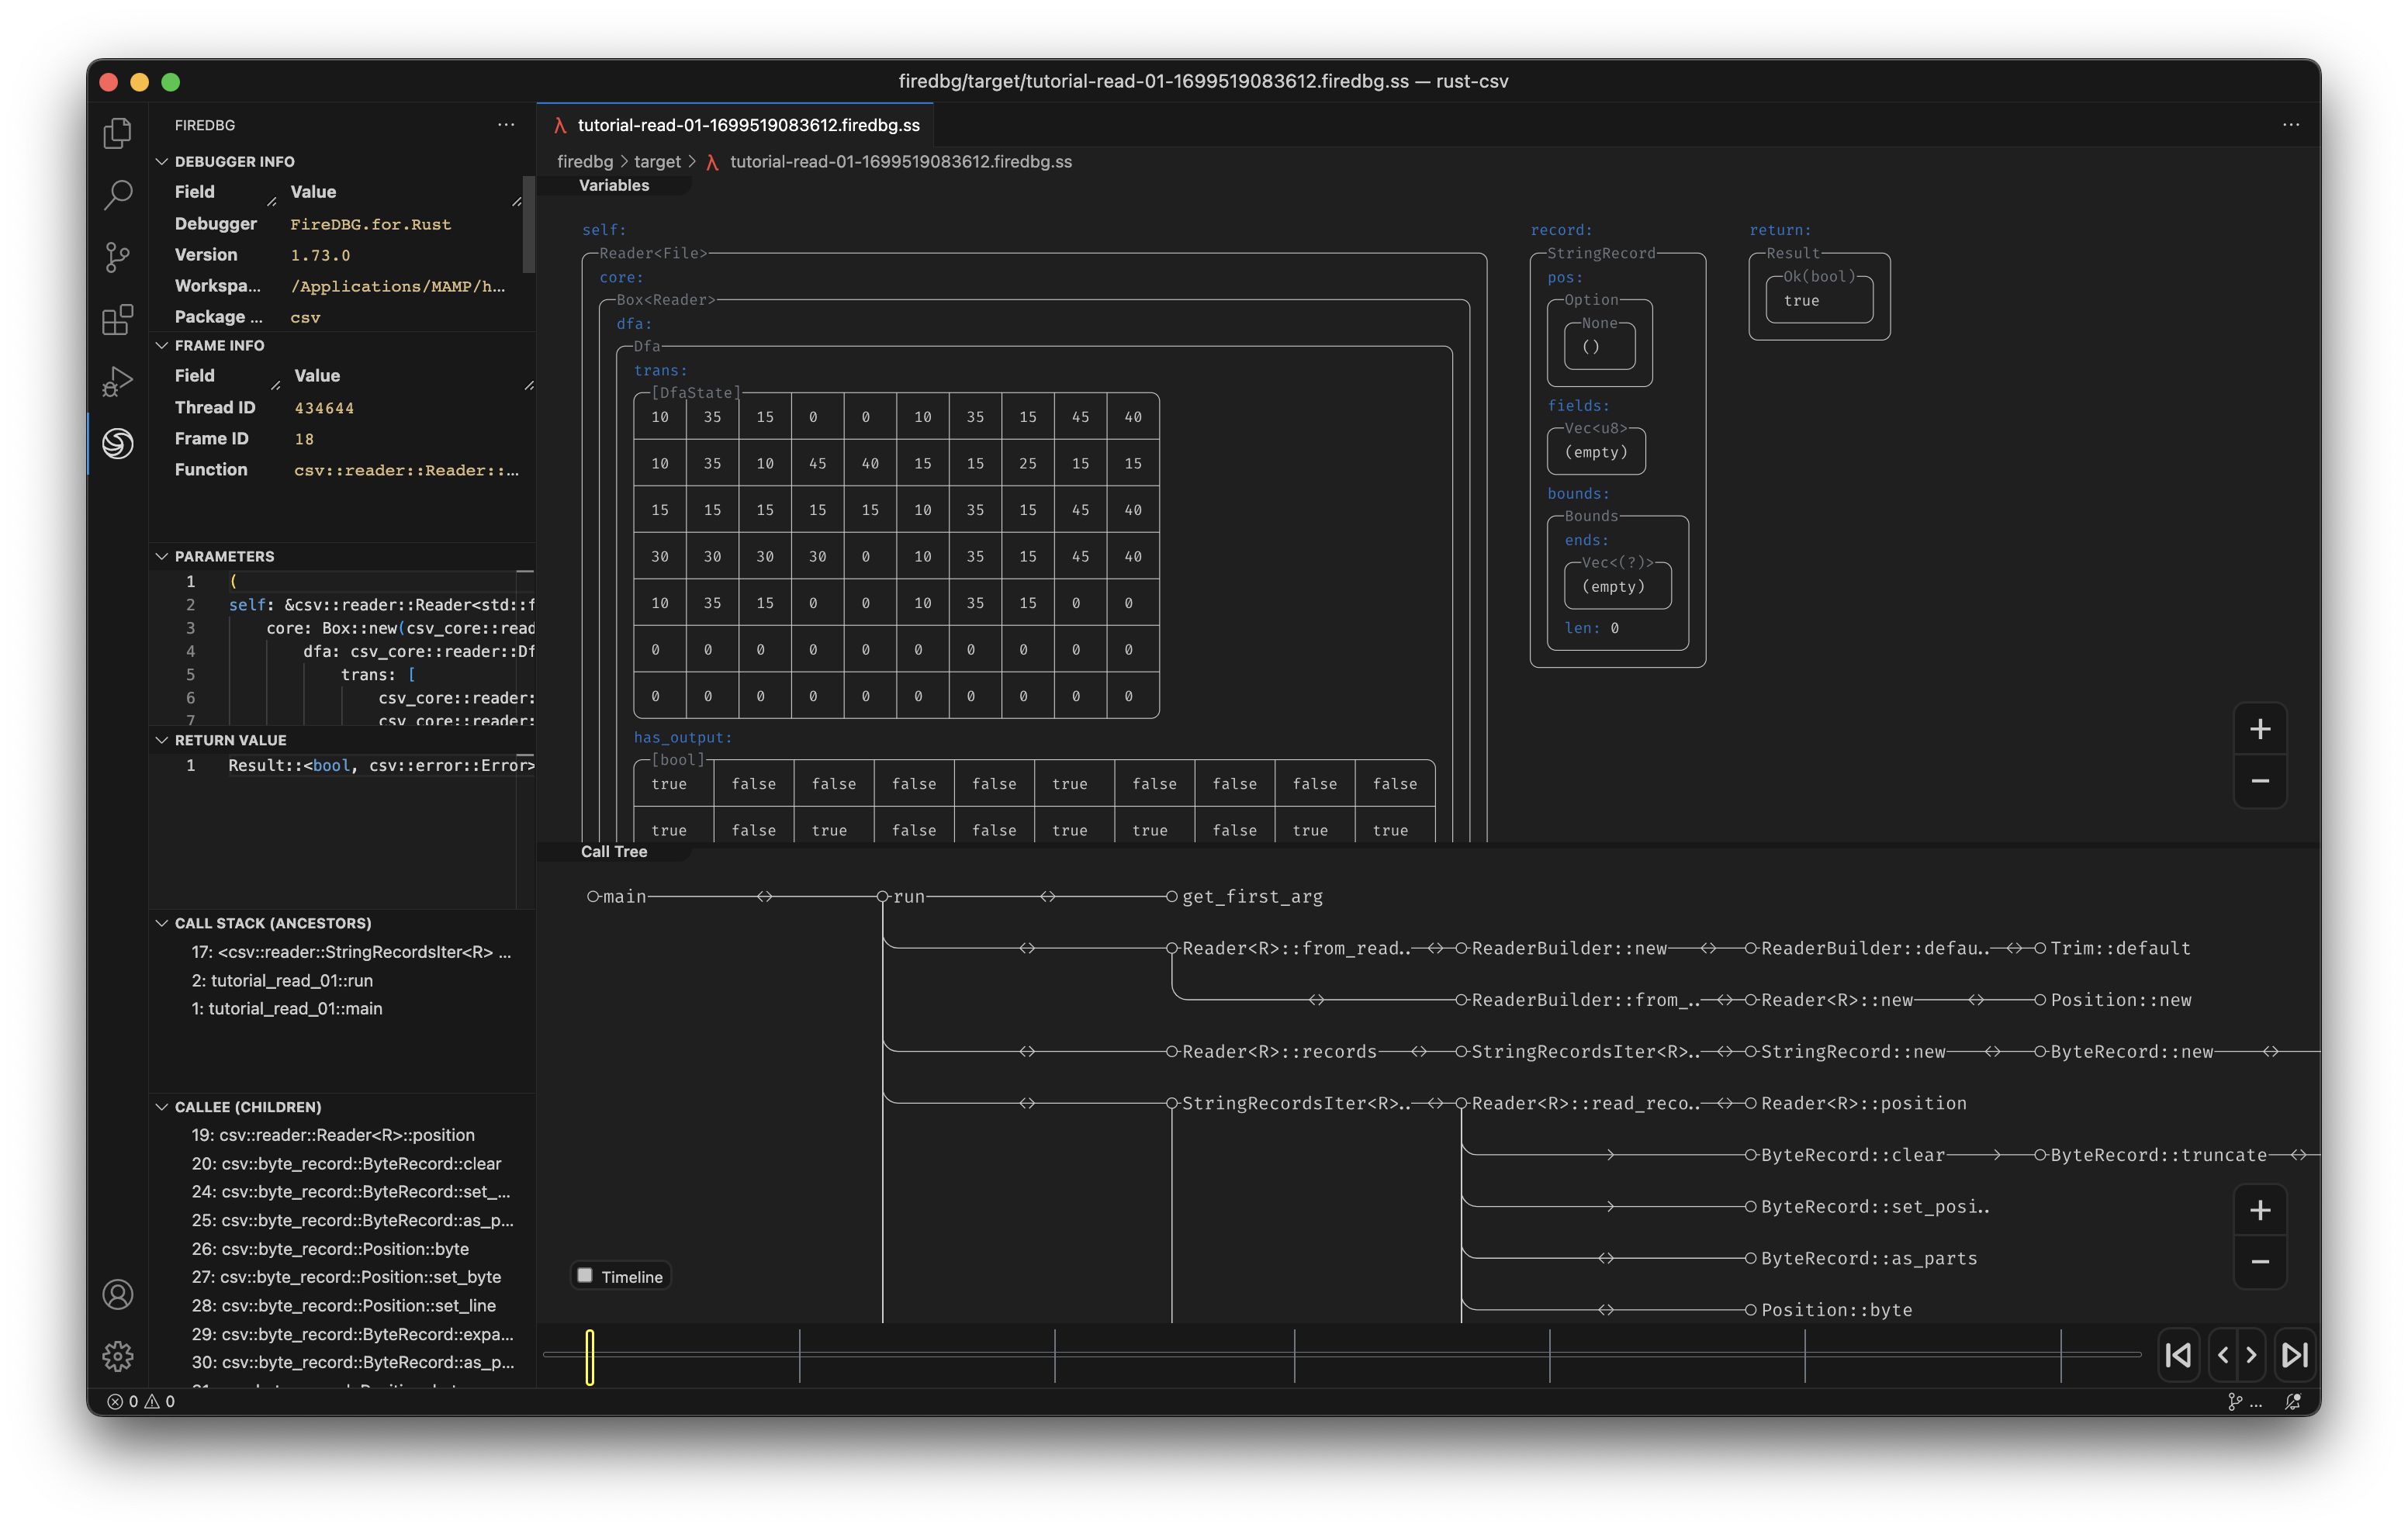 firedbg/target/tutorial-read-01-1699519083612.firedbg.ss — rust-csv
FIREDBG
DEBUGGER INFO
Field Value
Debugger FireDBG.for.Rust
Version 1.73.0
Workspa... /Applications/MAMP/h...
Package ... csv
FRAME INFO
Field Value
Thread ID 434644
Frame ID 18
Function csv::reader::Reader::...
PARAMETERS
1 (
2 self: &csv::reader::Reader<std::f
3 core: Box::new(csv_core::read
4 dfa: csv_core::reader::Df
5 trans: [
6 csv_core::reader:
7 csv_core::reader:
RETURN VALUE
1 Result::<bool, csv::error::Error>
CALL STACK (ANCESTORS)
17: <csv::reader::StringRecordsIter<R> ...
2: tutorial_read_01::run
1: tutorial_read_01::main
CALLEE (CHILDREN)
19: csv::reader::Reader<R>::position
20: csv::byte_record::ByteRecord::clear
24: csv::byte_record::ByteRecord::set_...
25: csv::byte_record::ByteRecord::as_p...
26: csv::byte_record::Position::byte
27: csv::byte_record::Position::set_byte
28: csv::byte_record::Position::set_line
29: csv::byte_record::ByteRecord::expa...
30: csv::byte_record::ByteRecord::as_p...
0 0
tutorial-read-01-1699519083612.firedbg.ss
firedbg > target > tutorial-read-01-1699519083612.firedbg.ss
Variables
self:
Reader<File>
core:
Box<Reader>
dfa:
Dfa
trans:
[DfaState]
10 35 15 0 0 10 35 15 45 40
10 35 10 45 40 15 15 25 15 15
15 15 15 15 15 10 35 15 45 40
30 30 30 30 0 10 35 15 45 40
10 35 15 0 0 10 35 15 0 0
0 0 0 0 0 0 0 0 0 0
0 0 0 0 0 0 0 0 0 0
has_output:
[bool]
true false false false false true false false false false
true false true false false true true false true true
record:
StringRecord
pos:
Option
None
()
fields:
Vec<u8>
(empty)
bounds:
Bounds
ends:
Vec<(?)>
(empty)
len: 0
return:
Result
Ok(bool)
true
Call Tree
main run get_first_arg
Reader<R>::from_read.. ReaderBuilder::new ReaderBuilder::defau.. Trim::default
ReaderBuilder::from_.. Reader<R>::new Position::new
Reader<R>::records StringRecordsIter<R>.. StringRecord::new ByteRecord::new
StringRecordsIter<R>.. Reader<R>::read_reco.. Reader<R>::position
ByteRecord::clear ByteRecord::truncate
ByteRecord::set_posi..
ByteRecord::as_parts
Position::byte
Timeline